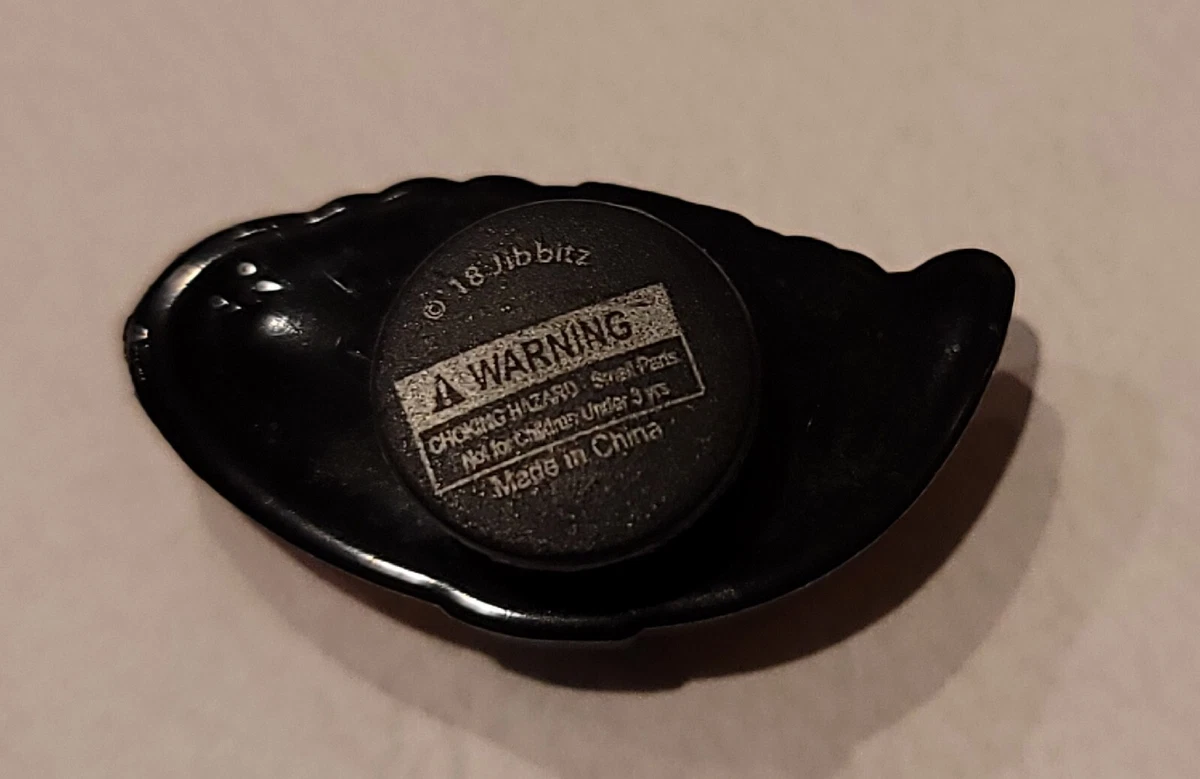 © '18 Jibbitz
⚠ WARNING
CHOKING HAZARD - Small Parts
Not for Children Under 3 yrs
Made in China